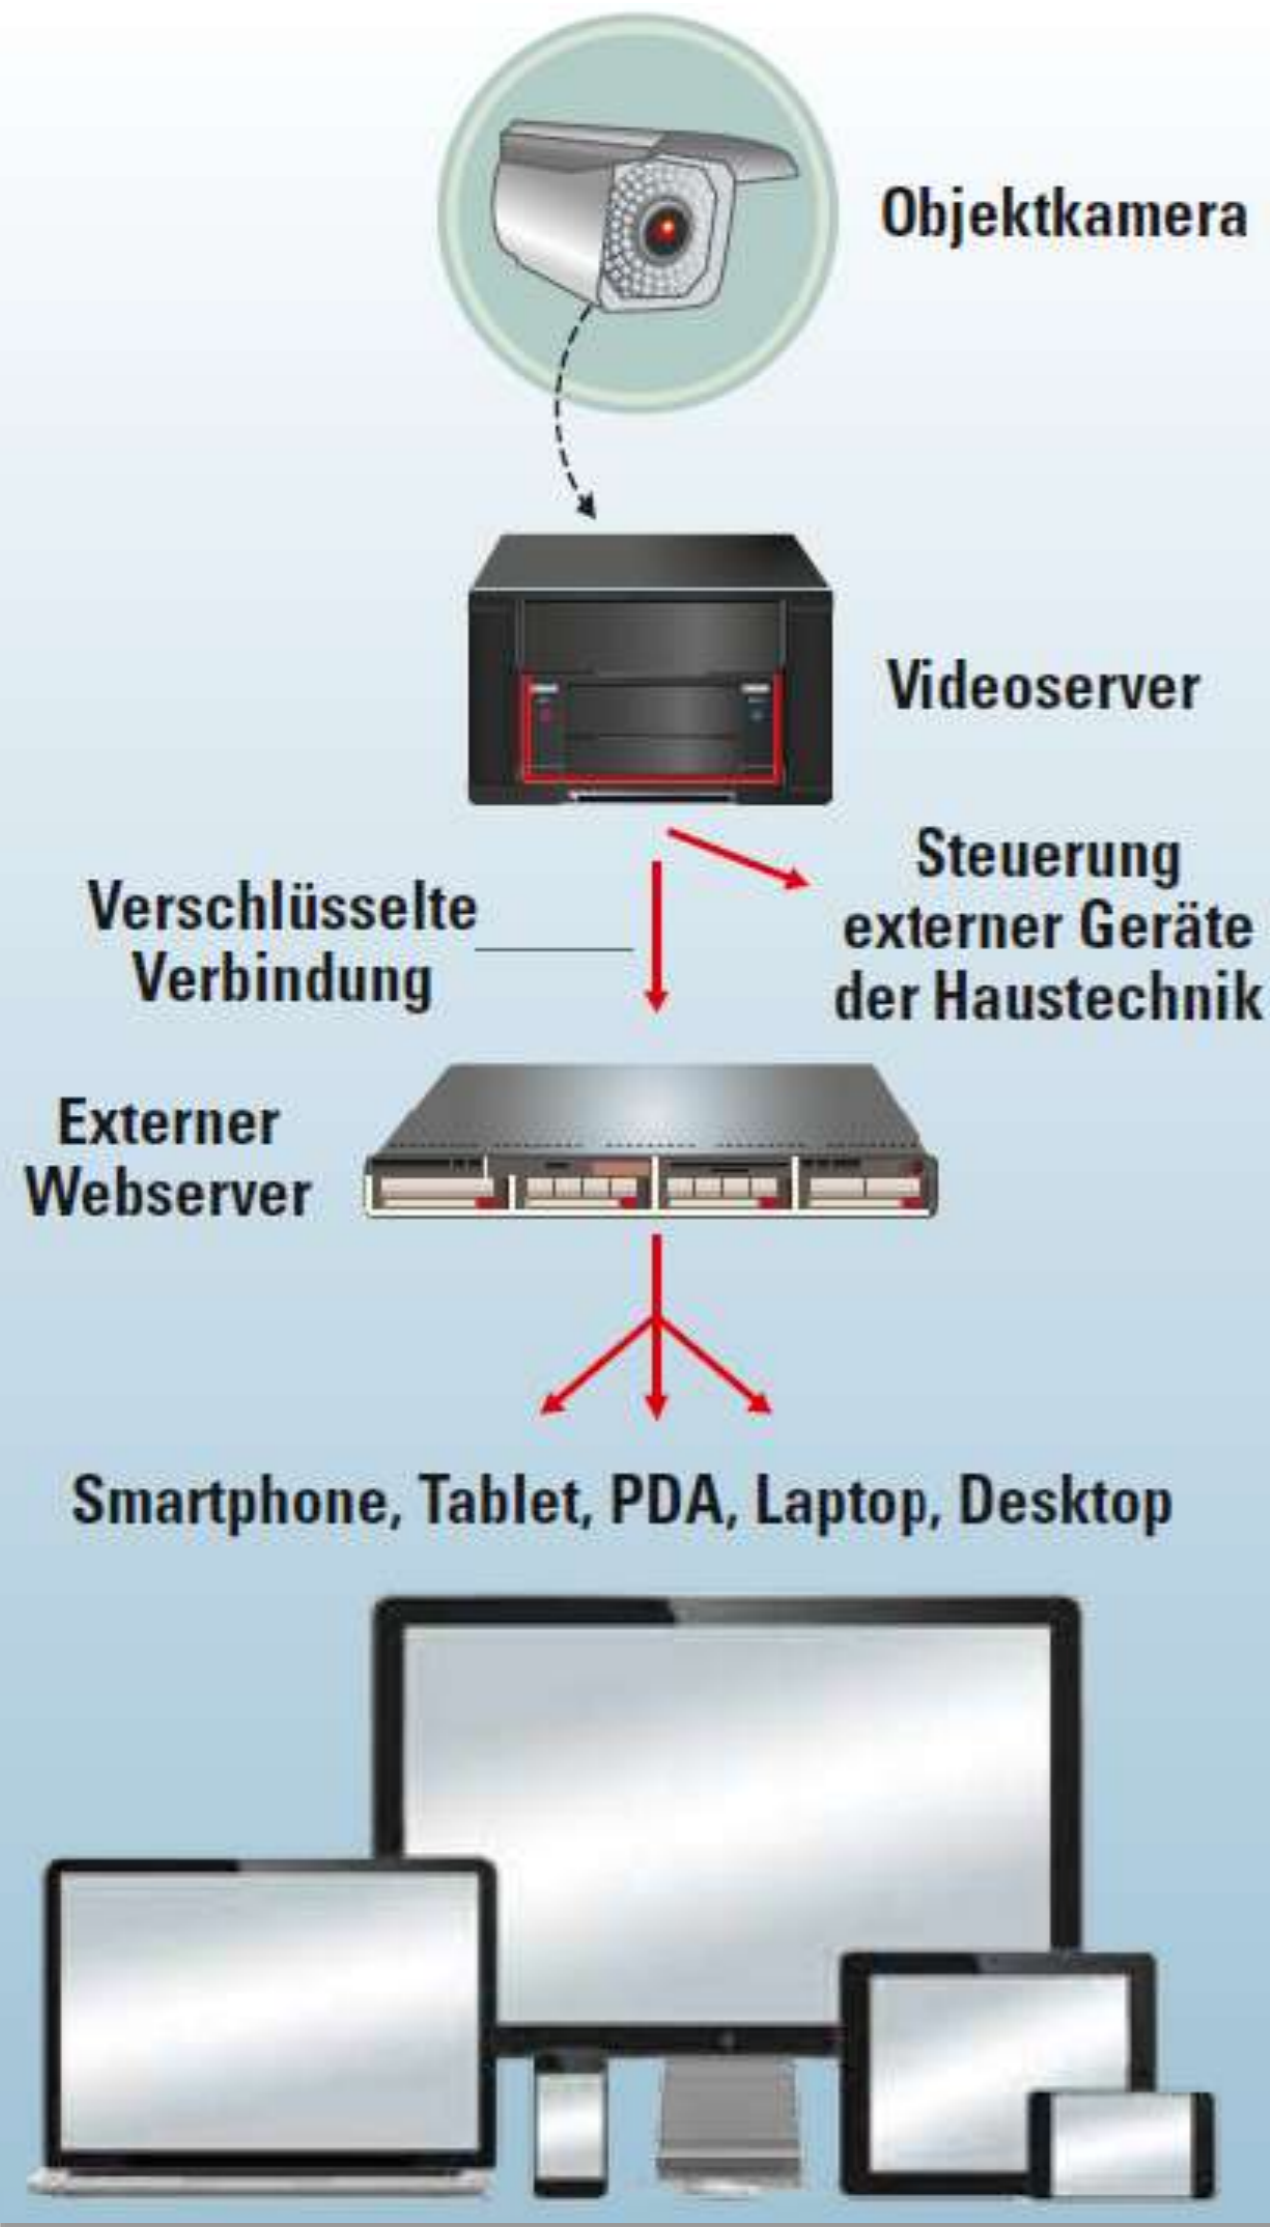 Objektkamera
Videoserver
Steuerung
externer Geräte
der Haustechnik
Verschlüsselte
Verbindung
Externer
Webserver
Smartphone, Tablet, PDA, Laptop, Desktop